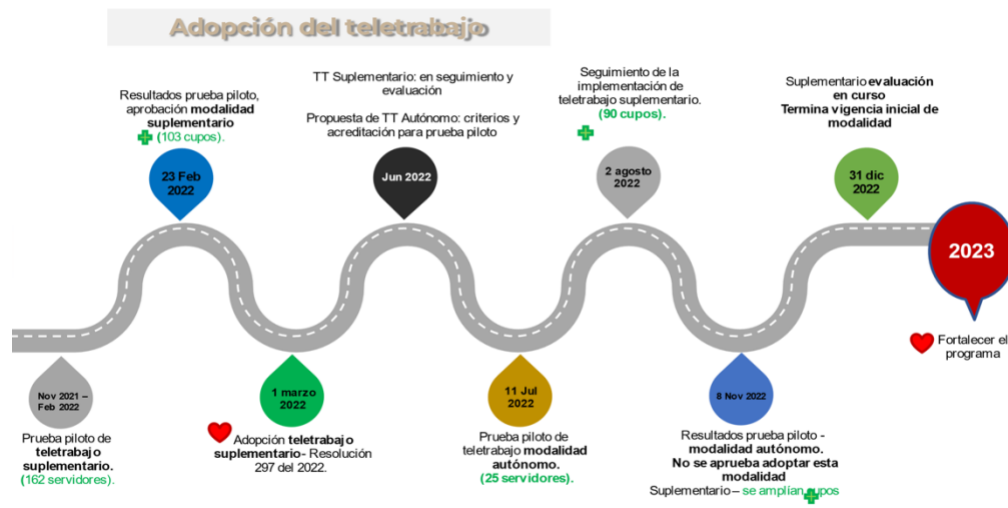 Adopción del teletrabajo
Resultados prueba piloto,
aprobación modalidad
suplementario
(103 cupos).
23 Feb
2022
TT Suplementario: en seguimiento y
evaluación
Propuesta de TT Autónomo: criterios y
acreditación para prueba piloto
Jun 2022
Seguimiento de la
implementación de
teletrabajo suplementario.
(90 cupos).
2 agosto
2022
Suplementario evaluación
en curso
Termina vigencia inicial de
modalidad
31 dic
2022
2023
Fortalecer el
programa
Nov 2021 –
Feb 2022
Prueba piloto de
teletrabajo
suplementario.
(162 servidores).
1 marzo
2022
Adopción teletrabajo
suplementario- Resolución
297 del 2022.
11 Jul
2022
Prueba piloto de
teletrabajo modalidad
autónomo.
(25 servidores).
8 Nov 2022
Resultados prueba piloto -
modalidad autónomo.
No se aprueba adoptar esta
modalidad
Suplementario – se amplían cupos